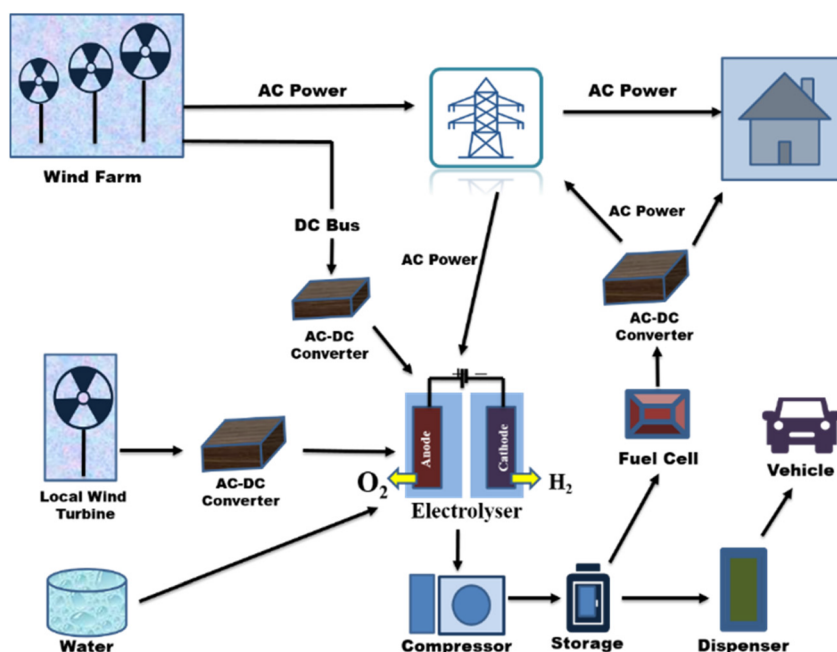 AC Power
AC Power
Wind Farm
DC Bus
AC Power
AC Power
AC-DC
Converter
AC-DC
Converter
+
−
Anode
Cathode
Fuel Cell
Vehicle
Local Wind
Turbine
AC-DC
Converter
O2
H2
Electrolyser
Water
Compressor
Storage
Dispenser